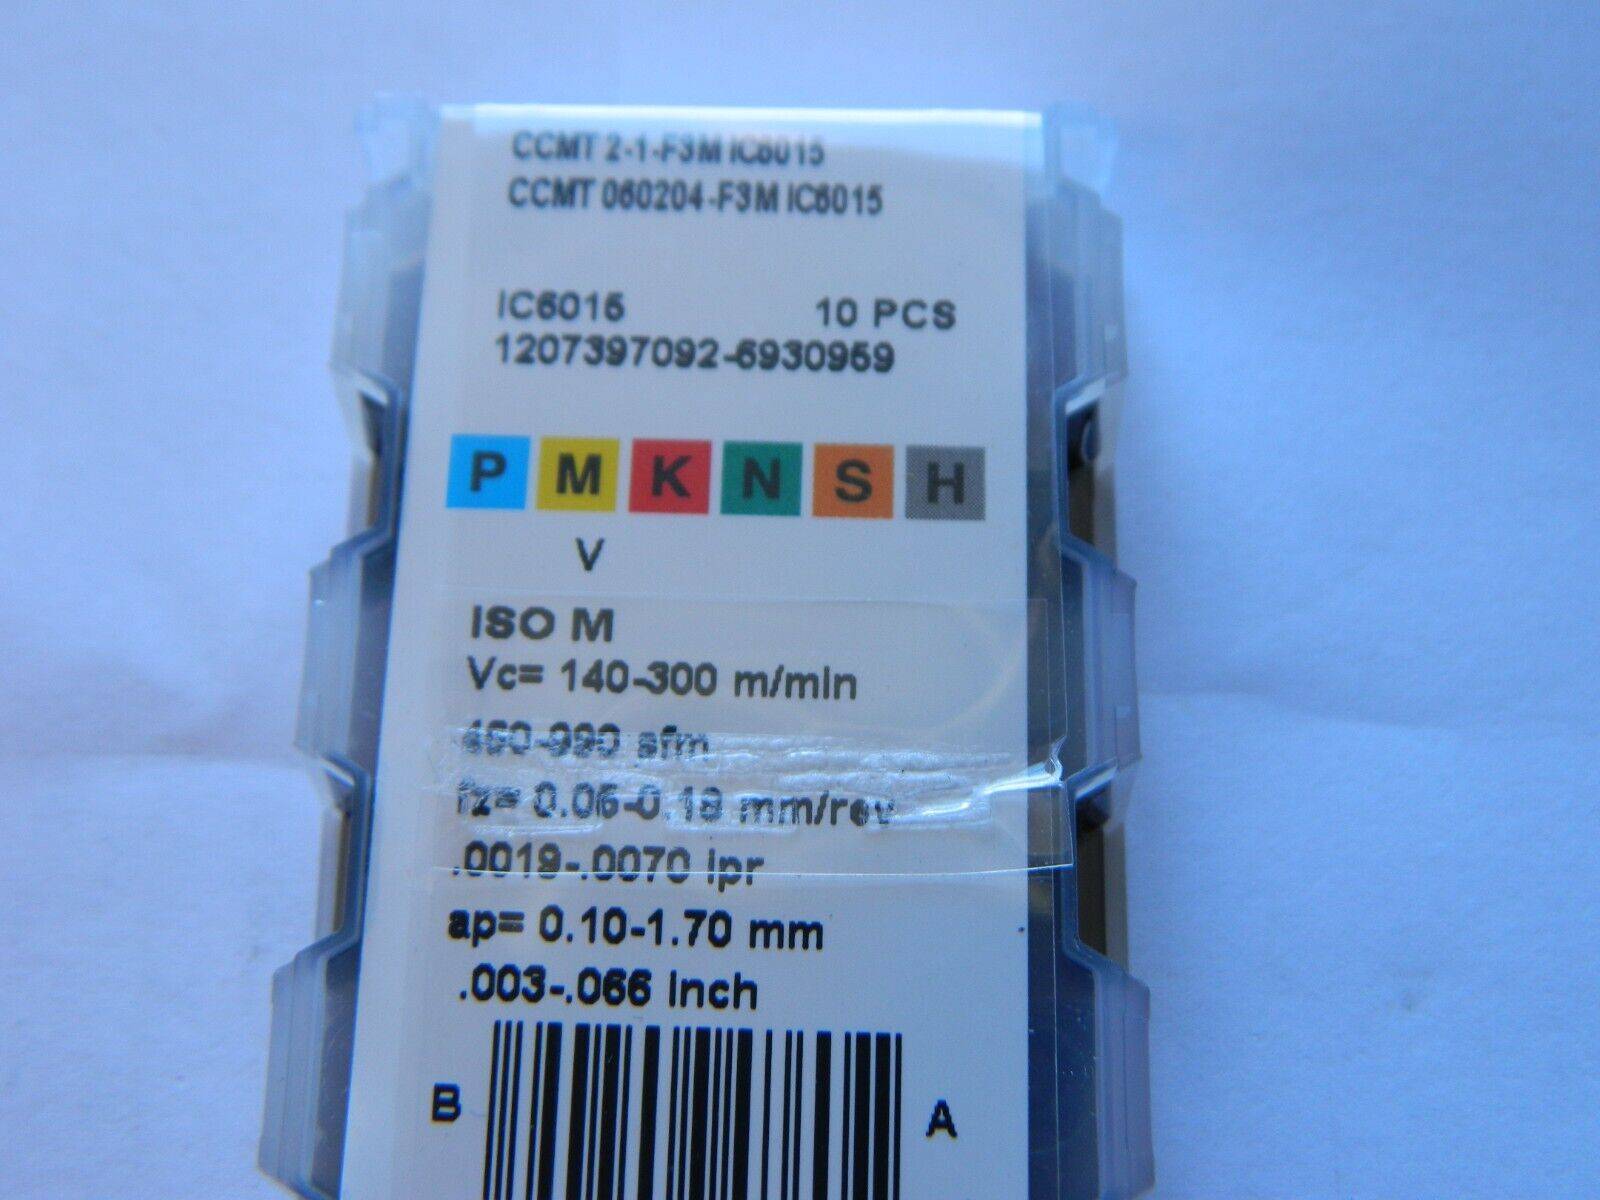 CCMT 2-1-F3M IC6015
CCMT 060204-F3M IC6015
IC6015 10 PCS
1207397092-6930959
P M K N S H
V
ISO M
Vc= 140-300 m/min
460-990 sfm
fz= 0.05-0.18 mm/rev
.0019-.0070 ipr
ap= 0.10-1.70 mm
.003-.066 inch
B A